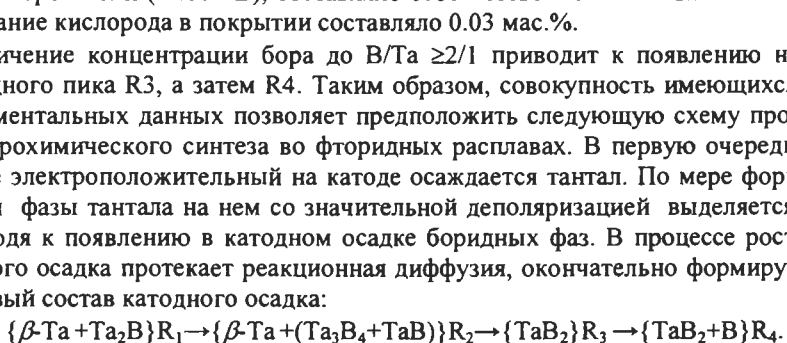 ание кислорода в покрытии составляло 0.03 мас.%.
ичение концентрации бора до B/Ta ≥2/1 приводит к появлению н
ного пика R3, а затем R4. Таким образом, совокупность имеющихс
ментальных данных позволяет предположить следующую схему про
рохимического синтеза во фторидных расплавах. В первую очеред
электроположительный на катоде осаждается тантал. По мере фор
фазы тантала на нем со значительной деполяризацией выделяетс
одя к появлению в катодном осадке боридных фаз. В процессе рост
ого осадка протекает реакционная диффузия, окончательно формиру
вый состав катодного осадка:
{β-Ta+Ta₂B}R₁→{β-Ta+(Ta₃B₄+TaB)}R₂→{TaB₂}R₃→{TaB₂+B}R₄.